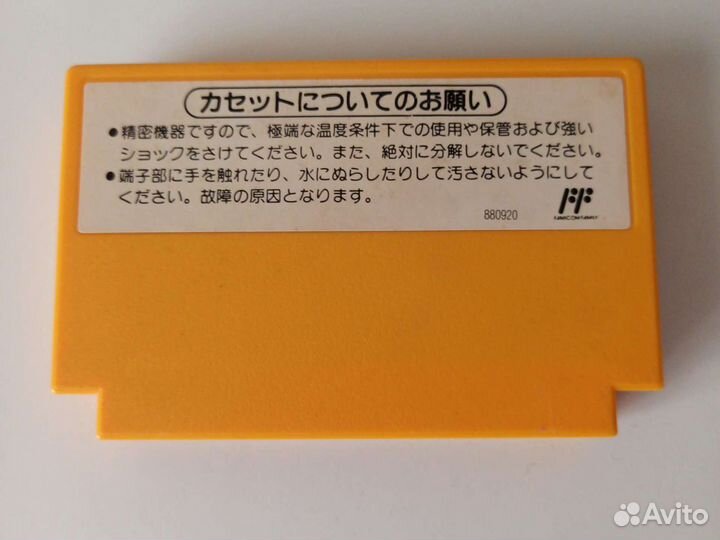 カセットについてのお願い
●精密機器ですので、極端な温度条件下での使用や保管および強い
ショックをさけてください。また、絶対に分解しないでください。
●端子部に手を触れたり、水にぬらしたりして汚さないようにして
ください。故障の原因となります。
FF
FAMICOM FAMILY
880920
Avito